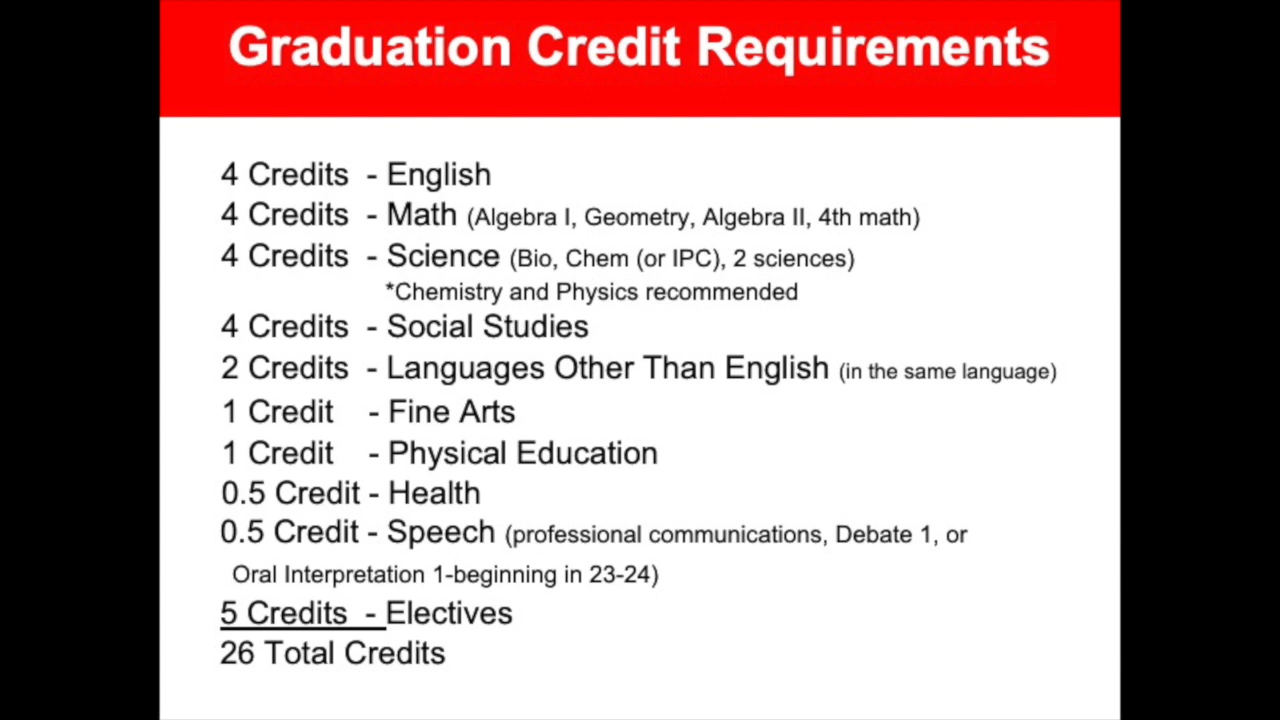 Graduation Credit Requirements
4 Credits - English
4 Credits - Math (Algebra I, Geometry, Algebra II, 4th math)
4 Credits - Science (Bio, Chem (or IPC), 2 sciences)
*Chemistry and Physics recommended
4 Credits - Social Studies
2 Credits - Languages Other Than English (in the same language)
1 Credit - Fine Arts
1 Credit - Physical Education
0.5 Credit - Health
0.5 Credit - Speech (professional communications, Debate 1, or
Oral Interpretation 1-beginning in 23-24)
5 Credits - Electives
26 Total Credits